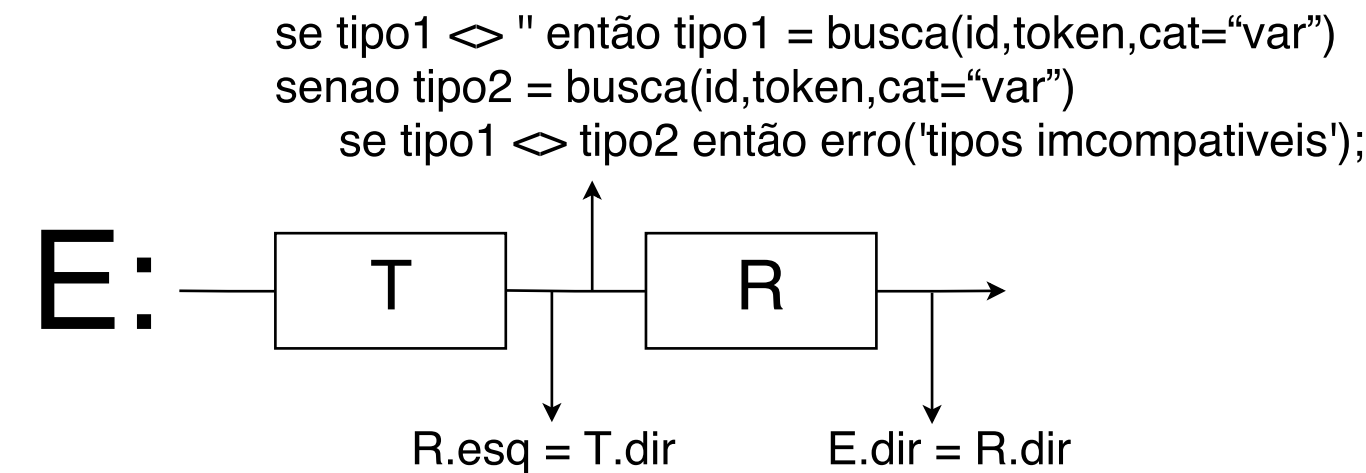 se tipo1 <> " então tipo1 = busca(id,token,cat=“var”)
senao tipo2 = busca(id,token,cat=“var”)
se tipo1 <> tipo2 então erro('tipos imcompativeis');
E:
T
R
R.esq = T.dir
E.dir = R.dir